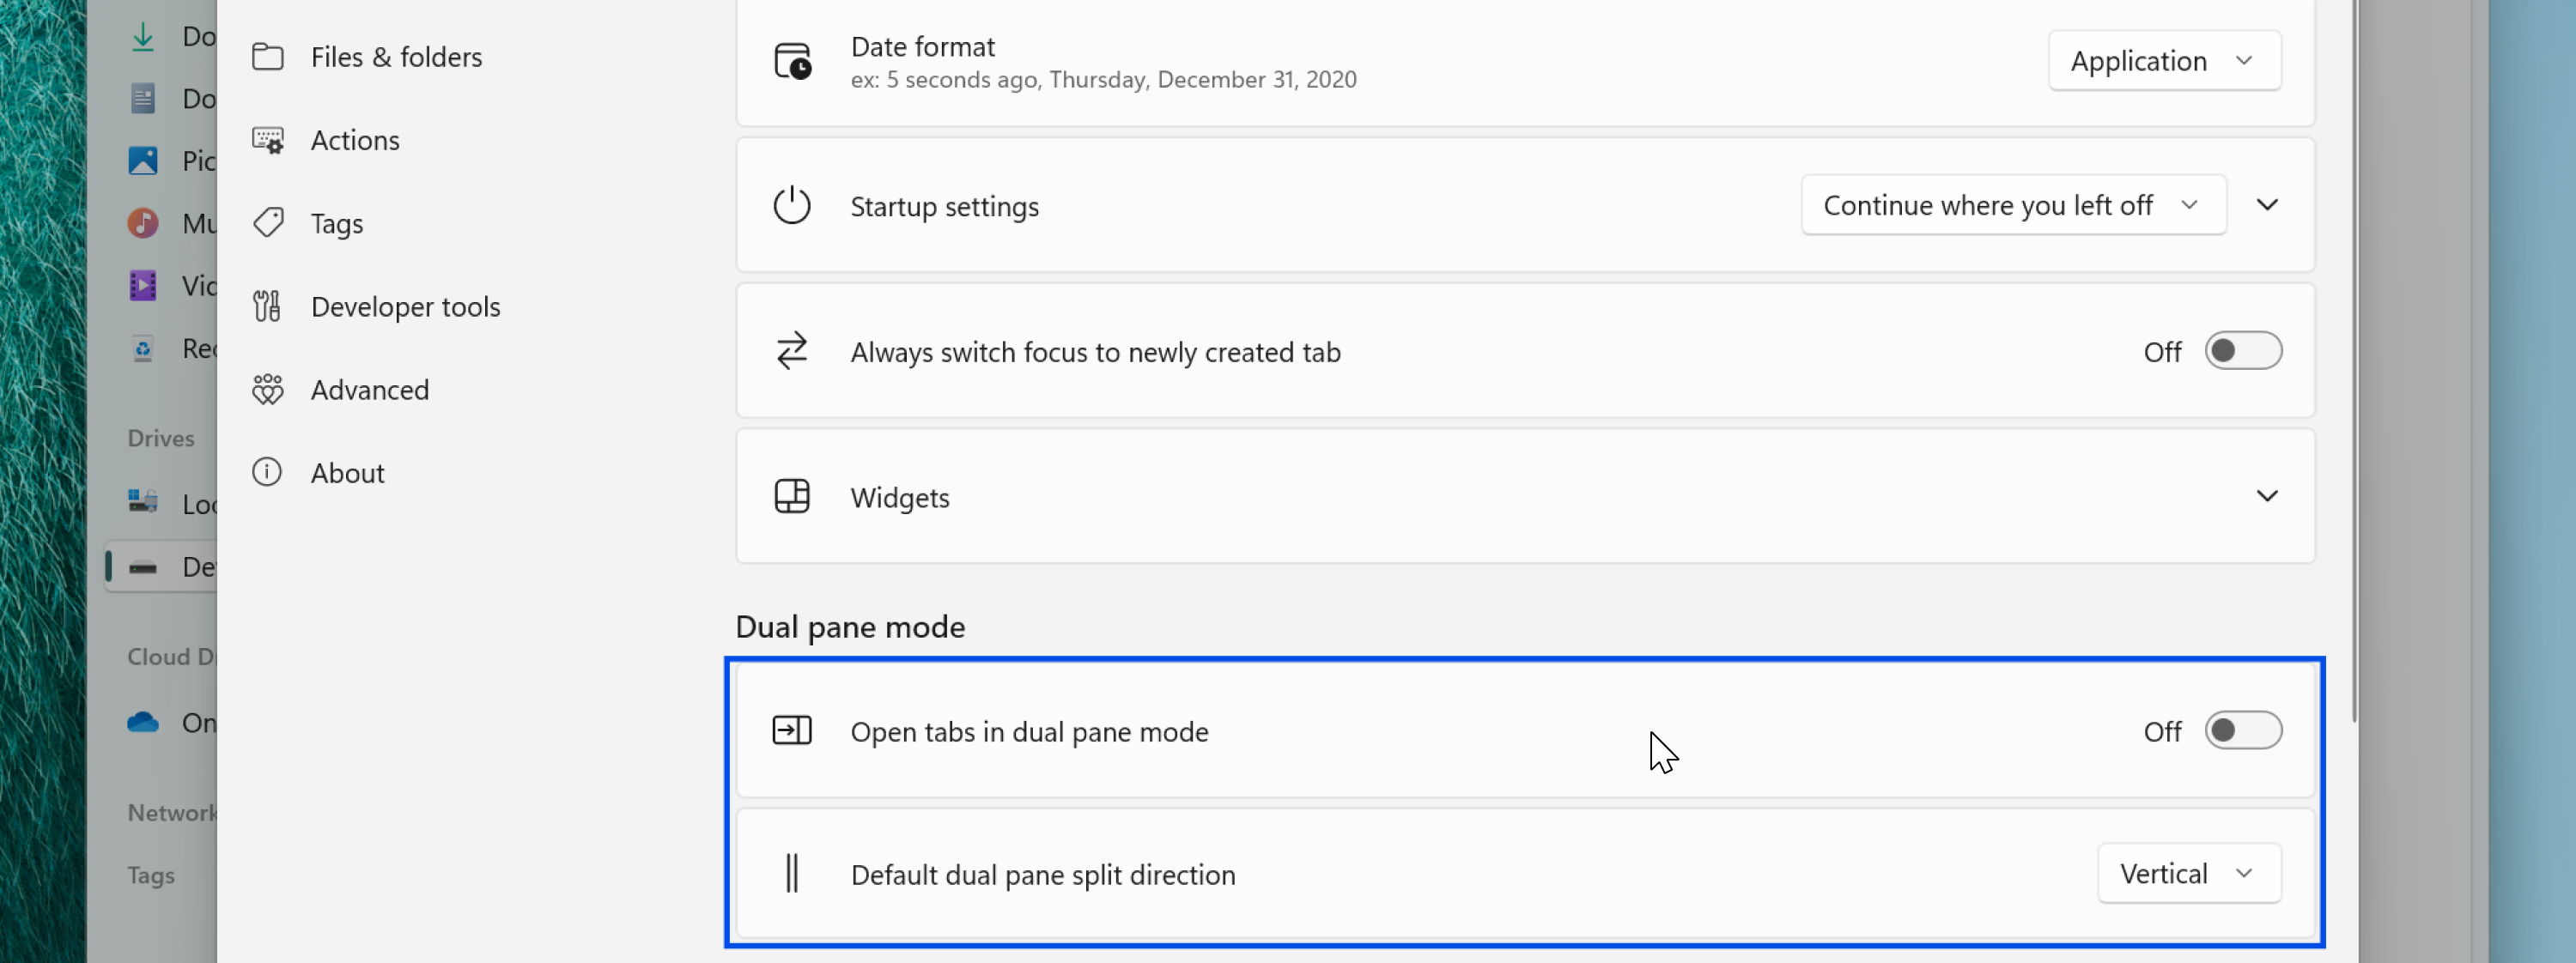 Do
Do
Pic
Mu
Vid
Rec
Drives
Loc
De
Cloud D
On
Network
Tags
Files & folders
Actions
Tags
Developer tools
Advanced
About
Date format
ex: 5 seconds ago, Thursday, December 31, 2020
Application
Startup settings
Continue where you left off
Always switch focus to newly created tab
Off
Widgets
Dual pane mode
Open tabs in dual pane mode
Off
Default dual pane split direction
Vertical